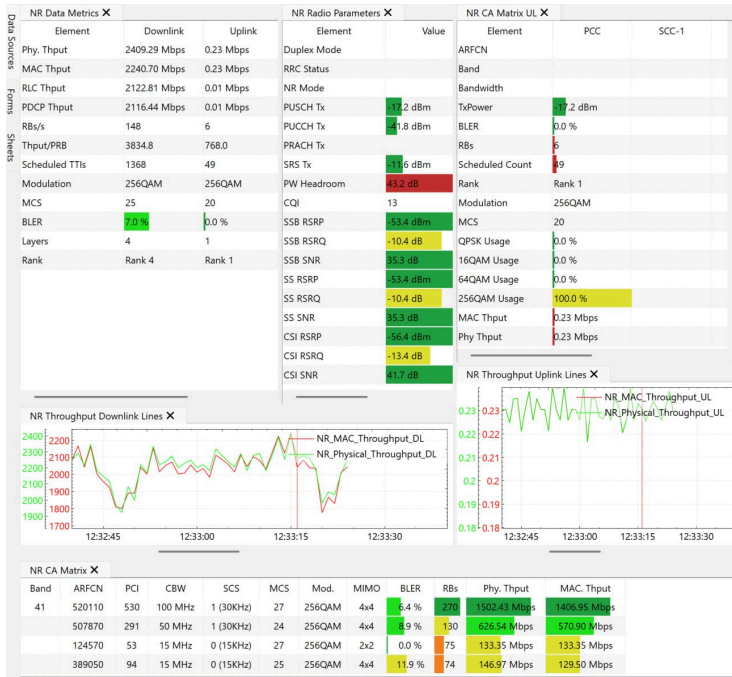 Data Sources
Forms
Sheets
NR Data Metrics X
Element Downlink Uplink
Phy. Thput 2409.29 Mbps 0.23 Mbps
MAC Thput 2240.70 Mbps 0.23 Mbps
RLC Thput 2122.81 Mbps 0.01 Mbps
PDCP Thput 2116.44 Mbps 0.01 Mbps
RBs/s 148 6
Thput/PRB 3834.8 768.0
Scheduled TTIs 1368 49
Modulation 256QAM 256QAM
MCS 25 20
BLER 7.0 % 0.0 %
Layers 4 1
Rank Rank 4 Rank 1
NR Radio Parameters X
Element Value
Duplex Mode
RRC Status
NR Mode
PUSCH Tx -17.2 dBm
PUCCH Tx -41.8 dBm
PRACH Tx
SRS Tx -11.6 dBm
PW Headroom 43.2 dB
CQI 13
SSB RSRP -53.4 dBm
SSB RSRQ -10.4 dB
SSB SNR 35.3 dB
SS RSRP -53.4 dBm
SS RSRQ -10.4 dB
SS SNR 35.3 dB
CSI RSRP -56.4 dBm
CSI RSRQ -13.4 dB
CSI SNR 41.7 dB
NR CA Matrix UL X
Element PCC SCC-1
ARFCN
Band
Bandwidth
TxPower -17.2 dBm
BLER 0.0 %
RBs 6
Scheduled Count 49
Rank Rank 1
Modulation 256QAM
MCS 20
QPSK Usage 0.0 %
16QAM Usage 0.0 %
64QAM Usage 0.0 %
256QAM Usage 100.0 %
MAC Thput 0.23 Mbps
Phy Thput 0.23 Mbps
NR Throughput Downlink Lines X
NR_MAC_Throughput_DL
NR_Physical_Throughput_DL
2400 2200
2300 2100
2200 2000
2100 1900
2000 1800
1900 1700
12:32:45 12:33:00 12:33:15 12:33:30
NR Throughput Uplink Lines X
NR_MAC_Throughput_UL
NR_Physical_Throughput_UL
0.23 0.23
0.22 0.22
0.21 0.21
0.2 0.2
0.19 0.19
0.18 0.18
12:32:45 12:33:00 12:33:15 12:33:30
NR CA Matrix X
Band ARFCN PCI CBW SCS MCS Mod. MIMO BLER RBs Phy. Thput MAC. Thput
41 520110 530 100 MHz 1 (30KHz) 27 256QAM 4x4 6.4 % 270 1502.43 Mbps 1406.95 Mbps
507870 291 50 MHz 1 (30KHz) 24 256QAM 4x4 8.9 % 130 626.54 Mbps 570.90 Mbps
124570 53 15 MHz 0 (15KHz) 27 256QAM 2x2 0.0 % 75 133.35 Mbps 133.35 Mbps
389050 94 15 MHz 0 (15KHz) 25 256QAM 4x4 11.9 % 74 146.97 Mbps 129.50 Mbps